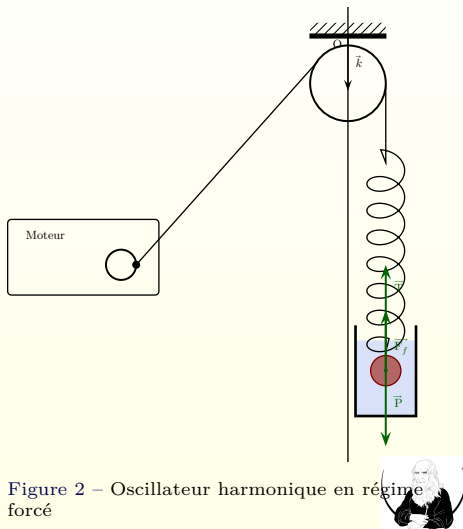 O
k
Moteur
T
F_f
P
Figure 2 – Oscillateur harmonique en régime
forcé